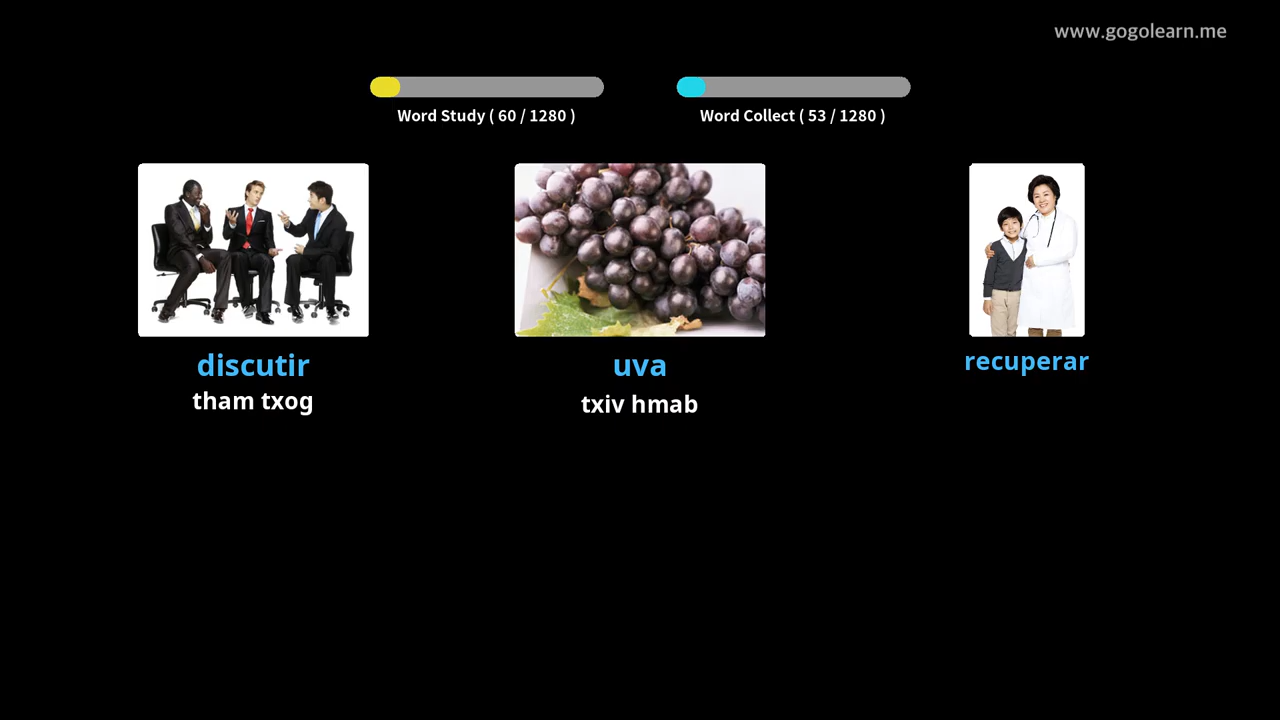 www.gogolearn.me
Word Study ( 60 / 1280 )
Word Collect ( 53 / 1280 )
discutir
tham txog
uva
txiv hmab
recuperar